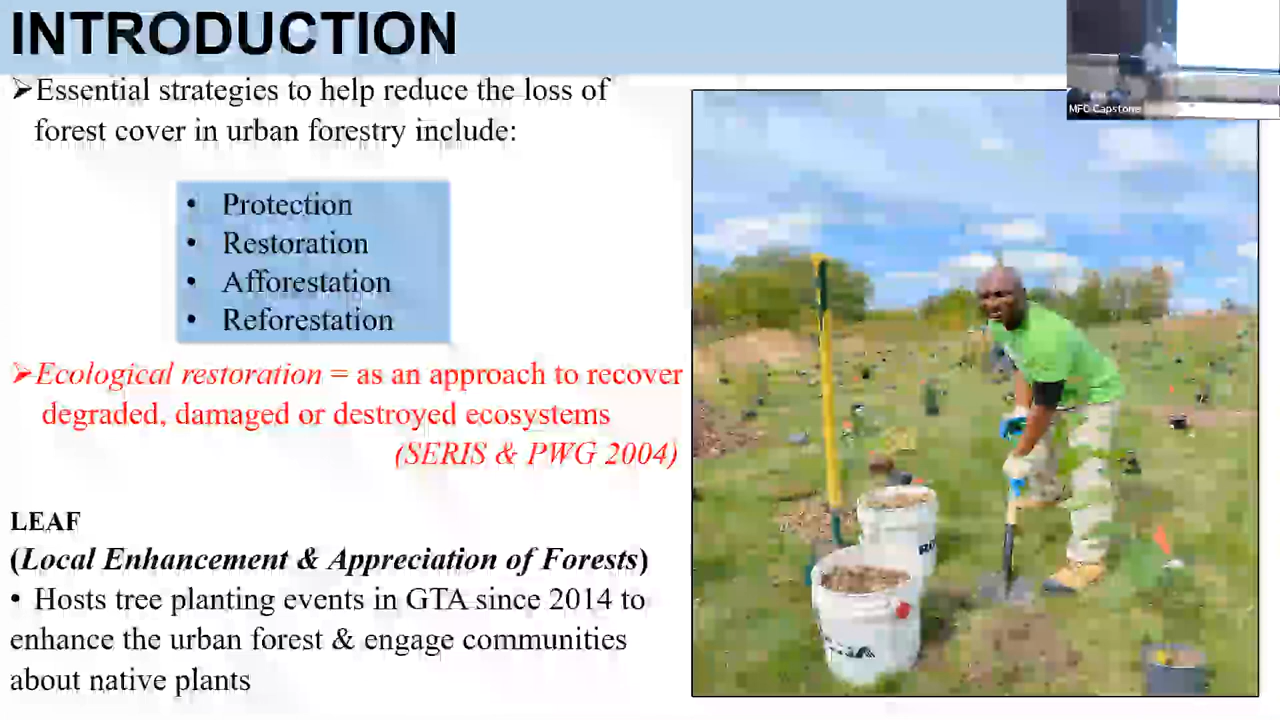 INTRODUCTION
➢Essential strategies to help reduce the loss of
forest cover in urban forestry include:
• Protection
• Restoration
• Afforestation
• Reforestation
➢Ecological restoration = as an approach to recover
degraded, damaged or destroyed ecosystems
(SERIS & PWG 2004)
LEAF
(Local Enhancement & Appreciation of Forests)
• Hosts tree planting events in GTA since 2014 to
enhance the urban forest & engage communities
about native plants
MFC Capstone